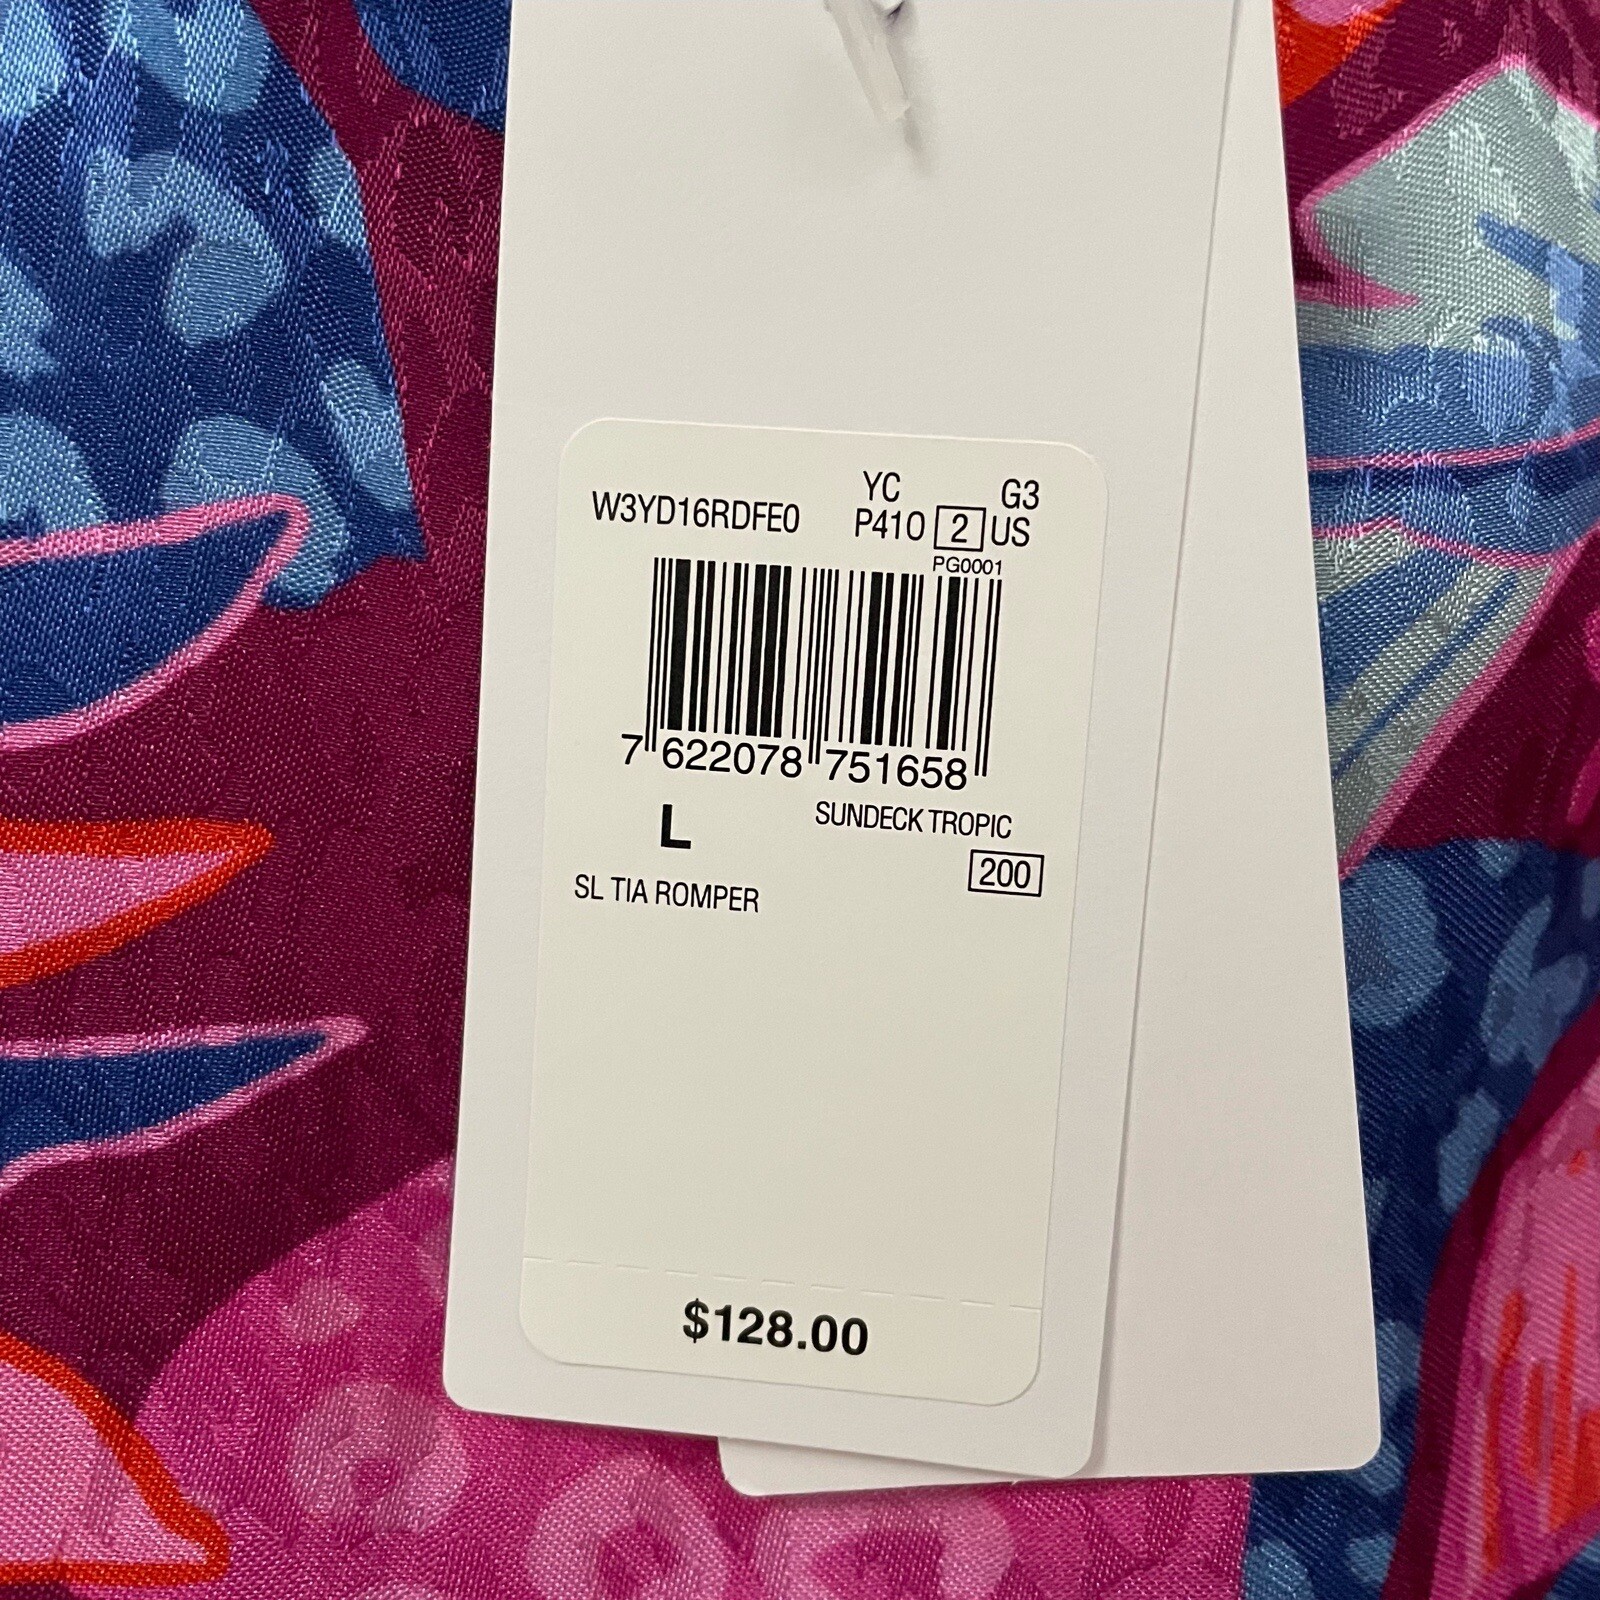 YC G3
W3YD16RDFE0 P410 2 US
PG0001
7 622078 751658
L SUNDECK TROPIC
200
SL TIA ROMPER
$128.00